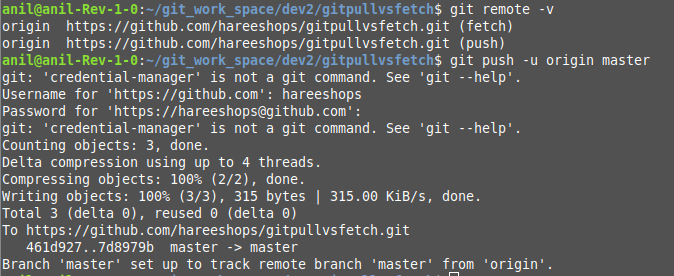 anil@anil-Rev-1-0:~/git_work_space/dev2/gitpullvsfetch$ git remote -v
origin  https://github.com/hareeshops/gitpullvsfetch.git (fetch)
origin  https://github.com/hareeshops/gitpullvsfetch.git (push)
anil@anil-Rev-1-0:~/git_work_space/dev2/gitpullvsfetch$ git push -u origin master
git: 'credential-manager' is not a git command. See 'git --help'.
Username for 'https://github.com': hareeshops
Password for 'https://hareeshops@github.com':
git: 'credential-manager' is not a git command. See 'git --help'.
Counting objects: 3, done.
Delta compression using up to 4 threads.
Compressing objects: 100% (2/2), done.
Writing objects: 100% (3/3), 315 bytes | 315.00 KiB/s, done.
Total 3 (delta 0), reused 0 (delta 0)
To https://github.com/hareeshops/gitpullvsfetch.git
   461d927..7d8979b  master -> master
Branch 'master' set up to track remote branch 'master' from 'origin'.